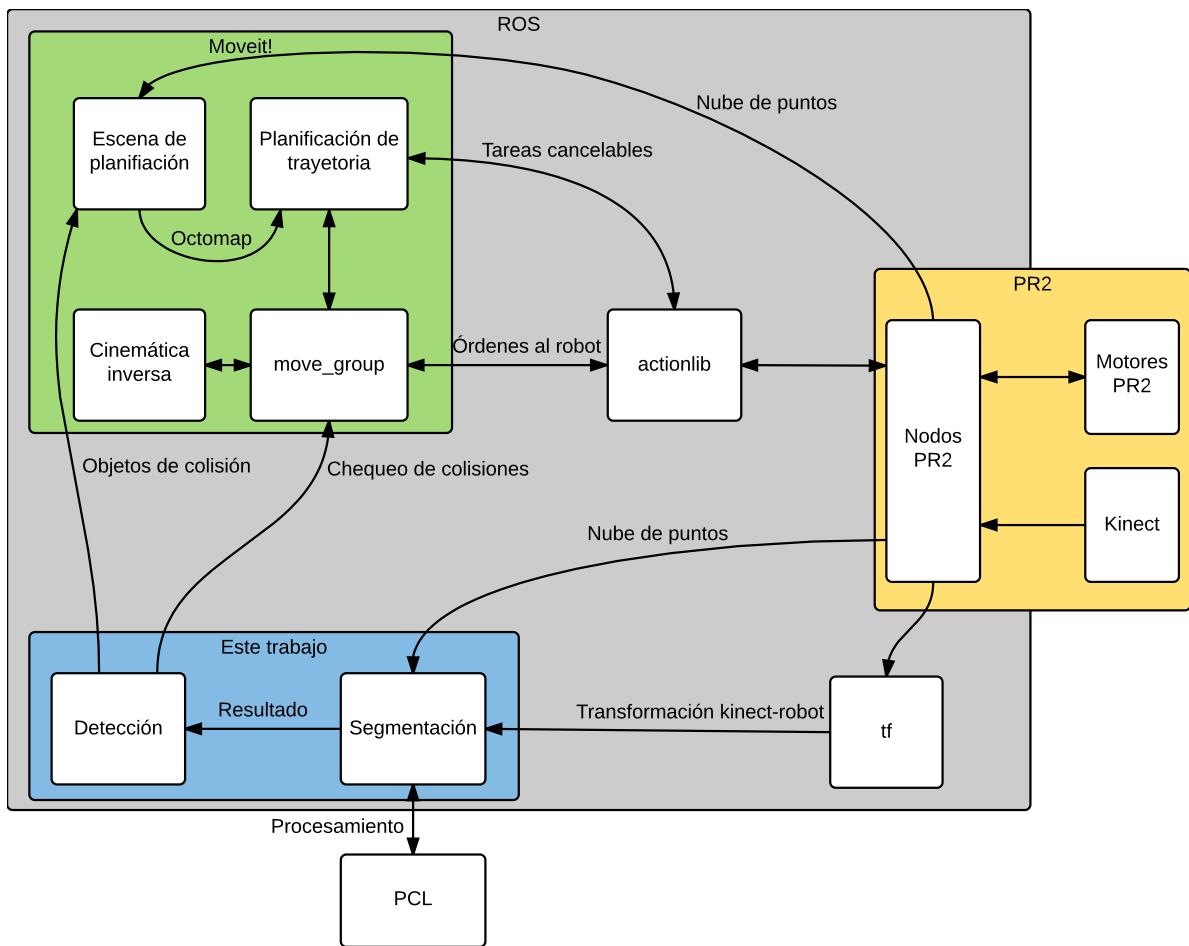 ROS
Moveit!
Nube de puntos
Escena de
planifiación
Planificación de
trayetoria
Tareas cancelables
Octomap
PR2
Cinemática
inversa
move_group
Órdenes al robot
actionlib
Motores
PR2
Nodos
PR2
Objetos de colisión
Chequeo de colisiones
Kinect
Nube de puntos
Este trabajo
Detección
Resultado
Segmentación
Transformación kinect-robot
tf
Procesamiento
PCL